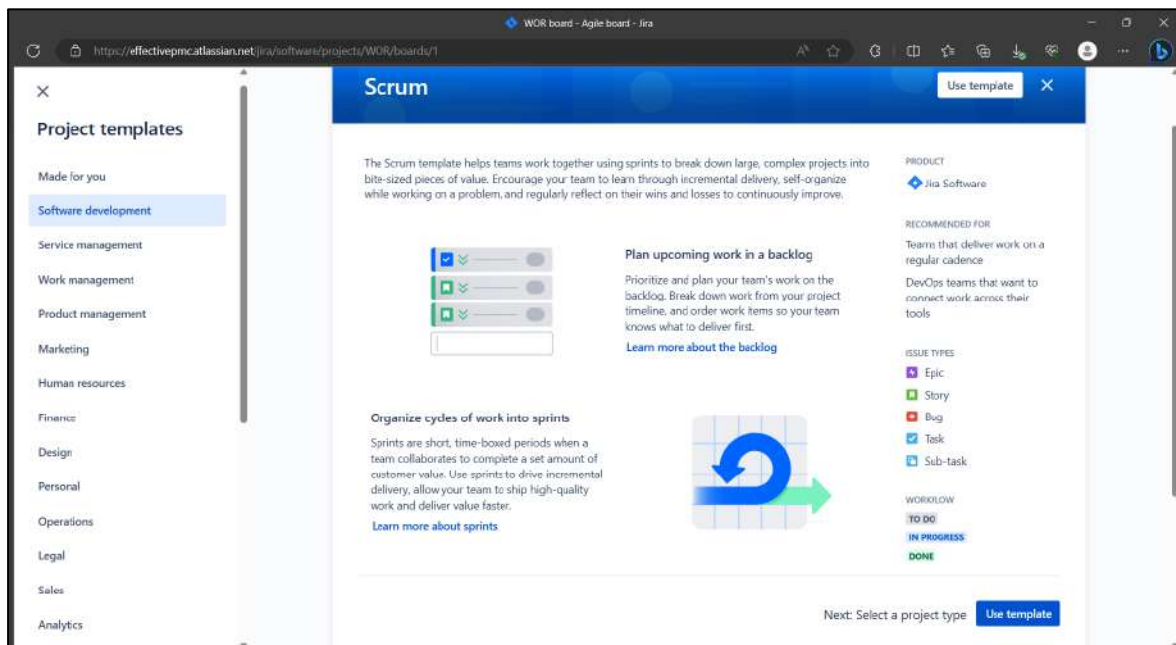 WOR board - Agile board - Jira
https://effectivepmc.atlassian.net/jira/software/projects/WOR/boards/1
Project templates
Made for you
Software development
Service management
Work management
Product management
Marketing
Human resources
Finance
Design
Personal
Operations
Legal
Sales
Analytics
Scrum
Use template
The Scrum template helps teams work together using sprints to break down large, complex projects into
bite-sized pieces of value. Encourage your team to learn through incremental delivery, self-organize
while working on a problem, and regularly reflect on their wins and losses to continuously improve.
Plan upcoming work in a backlog
Prioritize and plan your team's work on the
backlog. Break down work from your project
timeline, and order work items so your team
knows what to deliver first.
Learn more about the backlog
Organize cycles of work into sprints
Sprints are short, time-boxed periods when a
team collaborates to complete a set amount of
customer value. Use sprints to drive incremental
delivery, allow your team to ship high-quality
work and deliver value faster.
Learn more about sprints
PRODUCT
Jira Software
RECOMMENDED FOR
Teams that deliver work on a
regular cadence
DevOps teams that want to
connect work across their
tools
ISSUE TYPES
Epic
Story
Bug
Task
Sub-task
WORKFLOW
TO DO
IN PROGRESS
DONE
Next: Select a project type
Use template